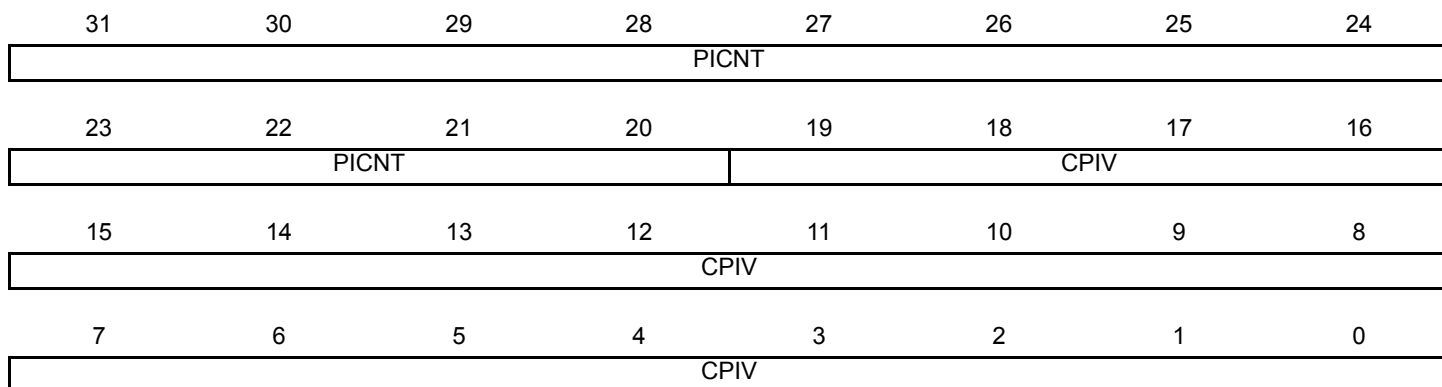 31 30 29 28 27 26 25 24
PICNT
23 22 21 20 19 18 17 16
PICNT CPIV
15 14 13 12 11 10 9 8
CPIV
7 6 5 4 3 2 1 0
CPIV